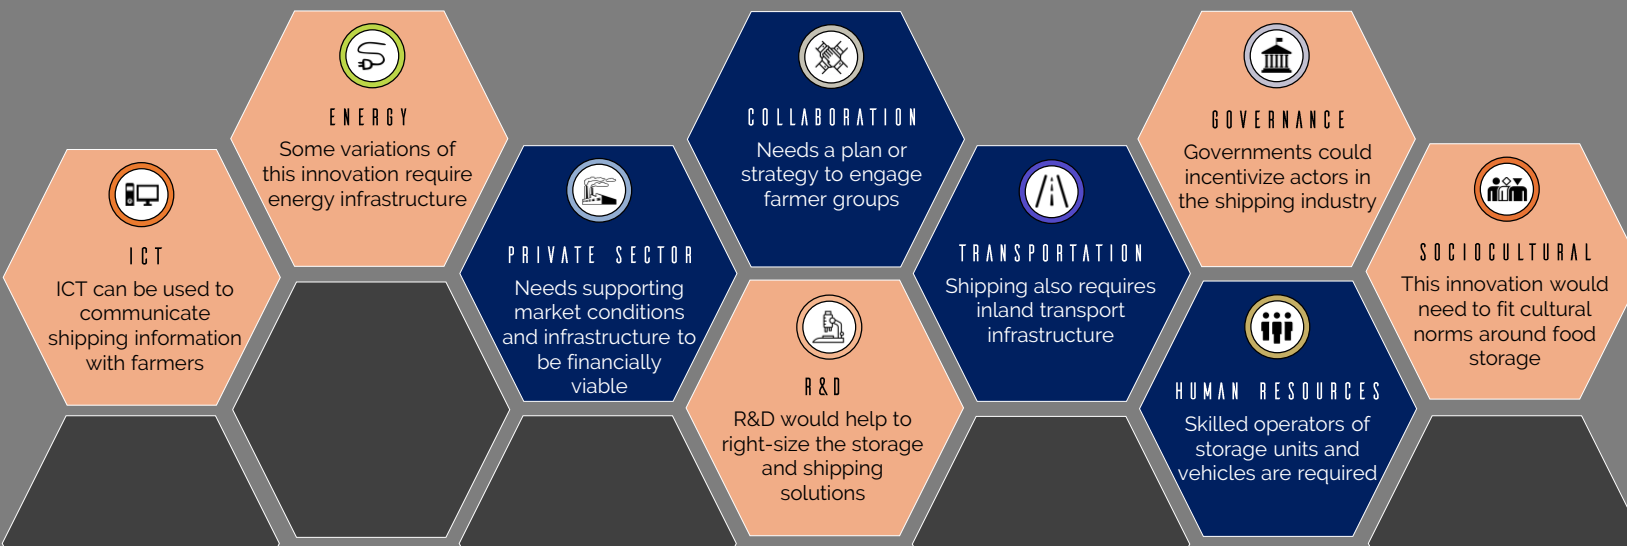 ICT
ICT can be used to
communicate
shipping information
with farmers
ENERGY
Some variations of
this innovation require
energy infrastructure
PRIVATE SECTOR
Needs supporting
market conditions
and infrastructure to
be financially
viable
COLLABORATION
Needs a plan or
strategy to engage
farmer groups
R&D
R&D would help to
right-size the storage
and shipping
solutions
TRANSPORTATION
Shipping also requires
inland transport
infrastructure
GOVERNANCE
Governments could
incentivize actors in
the shipping industry
HUMAN RESOURCES
Skilled operators of
storage units and
vehicles are required
SOCIOCULTURAL
This innovation would
need to fit cultural
norms around food
storage